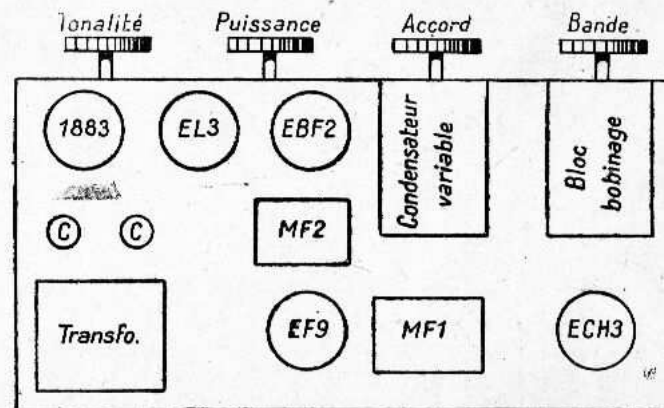 Tonalité Puissance Accord Bande
1883 EL3 EBF2
Condensateur
variable
Bloc
bobinage
C C
MF2
Transfo.
EF9 MF1 ECH3